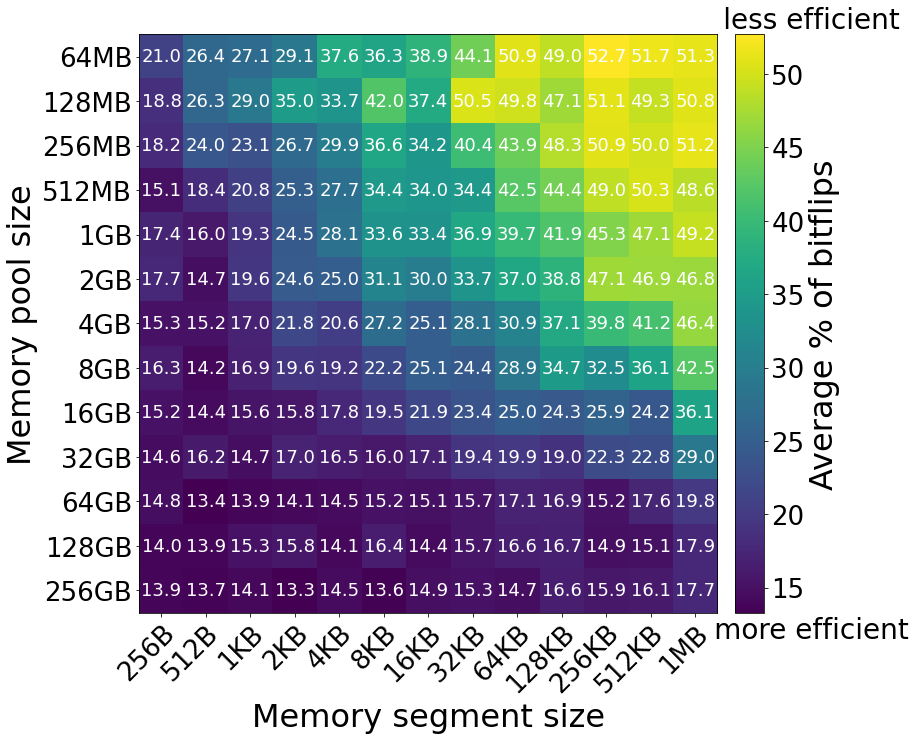 less efficient
64MB 21.0 26.4 27.1 29.1 37.6 36.3 38.9 44.1 50.9 49.0 52.7 51.7 51.3
128MB 18.8 26.3 29.0 35.0 33.7 42.0 37.4 50.5 49.8 47.1 51.1 49.3 50.8
256MB 18.2 24.0 23.1 26.7 29.9 36.6 34.2 40.4 43.9 48.3 50.9 50.0 51.2
512MB 15.1 18.4 20.8 25.3 27.7 34.4 34.0 34.4 42.5 44.4 49.0 50.3 48.6
1GB 17.4 16.0 19.3 24.5 28.1 33.6 33.4 36.9 39.7 41.9 45.3 47.1 49.2
2GB 17.7 14.7 19.6 24.6 25.0 31.1 30.0 33.7 37.0 38.8 47.1 46.9 46.8
4GB 15.3 15.2 17.0 21.8 20.6 27.2 25.1 28.1 30.9 37.1 39.8 41.2 46.4
8GB 16.3 14.2 16.9 19.6 19.2 22.2 25.1 24.4 28.9 34.7 32.5 36.1 42.5
16GB 15.2 14.4 15.6 15.8 17.8 19.5 21.9 23.4 25.0 24.3 25.9 24.2 36.1
32GB 14.6 16.2 14.7 17.0 16.5 16.0 17.1 19.4 19.9 19.0 22.3 22.8 29.0
64GB 14.8 13.4 13.9 14.1 14.5 15.2 15.1 15.7 17.1 16.9 15.2 17.6 19.8
128GB 14.0 13.9 15.3 15.8 14.1 16.4 14.4 15.7 16.6 16.7 14.9 15.1 17.9
256GB 13.9 13.7 14.1 13.3 14.5 13.6 14.9 15.3 14.7 16.6 15.9 16.1 17.7
256B 512B 1KB 2KB 4KB 8KB 16KB 32KB 64KB 128KB 256KB 512KB 1MB
Memory segment size
Memory pool size
50
45
40
35
30
25
20
15
Average % of bitflips
more efficient